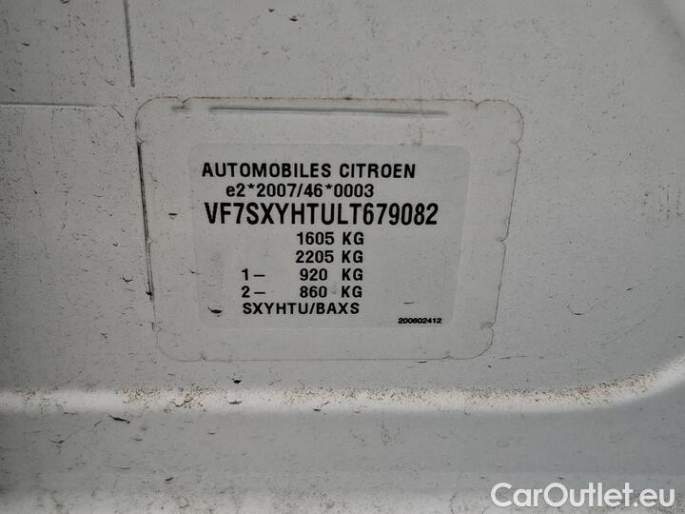 AUTOMOBILES CITROEN
e2*2007/46*0003
VF7SXYHTULT679082
1605 KG
2205 KG
1- 920 KG
2- 860 KG
SXYHTU/BAXS
200602412
CarOutlet.eu